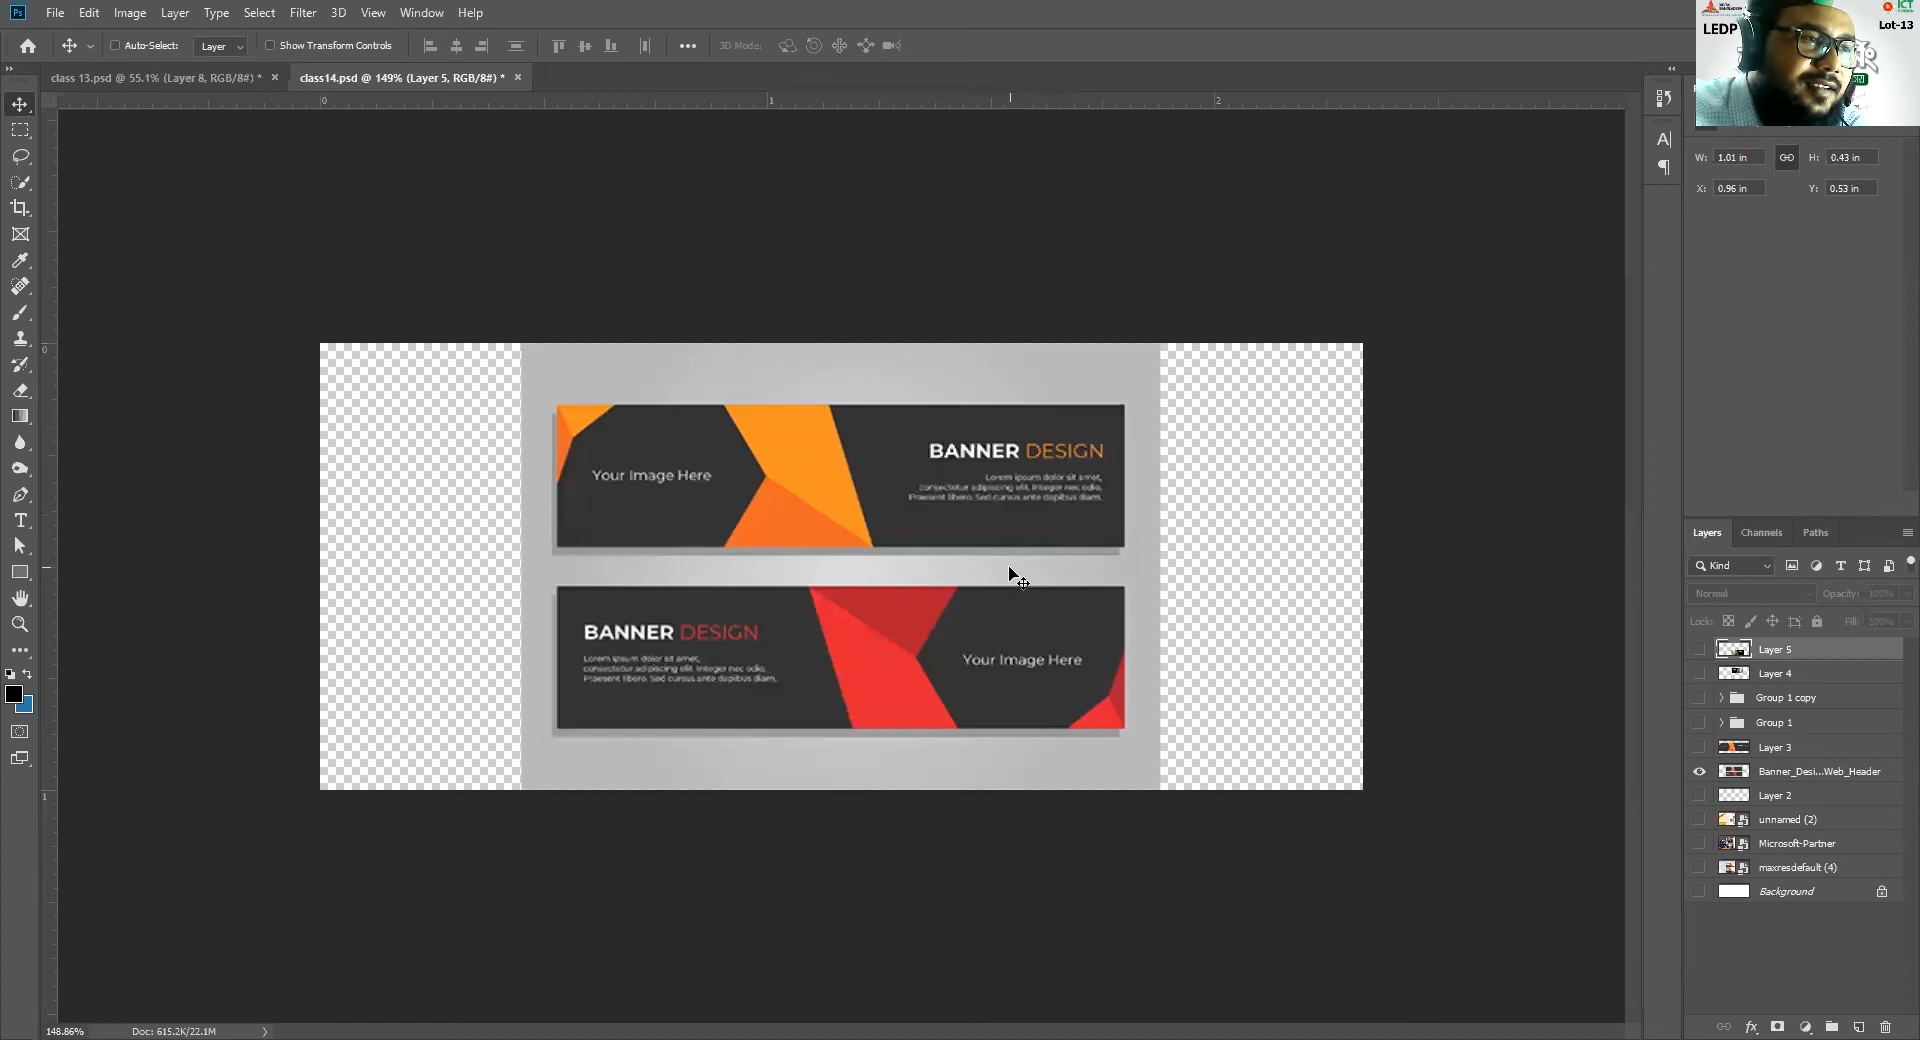 Ps File Edit Image Layer Type Select Filter 3D View Window Help
Auto-Select: Layer Show Transform Controls 3D Mode:
class 13.psd @ 55.1% (Layer 8, RGB/8#) *
class14.psd @ 149% (Layer 5, RGB/8#) *
0 1 2
LEDP
ICT
Lot-13
W: 1.01 in H: 0.43 in
X: 0.96 in Y: 0.53 in
0
1
Your Image Here
BANNER DESIGN
Lorem ipsum dolor sit amet,
consectetur adipiscing elit. Integer nec odio.
Praesent libero. Sed cursus ante dapibus diam.
BANNER DESIGN
Lorem ipsum dolor sit amet,
consectetur adipiscing elit. Integer nec odio.
Praesent libero. Sed cursus ante dapibus diam.
Your Image Here
Layers Channels Paths
Kind
Normal Opacity: 100%
Lock: Fill: 100%
Layer 5
Layer 4
Group 1 copy
Group 1
Layer 3
Banner_Desi...Web_Header
Layer 2
unnamed (2)
Microsoft-Partner
maxresdefault (4)
Background
148.86% Doc: 615.2K/22.1M